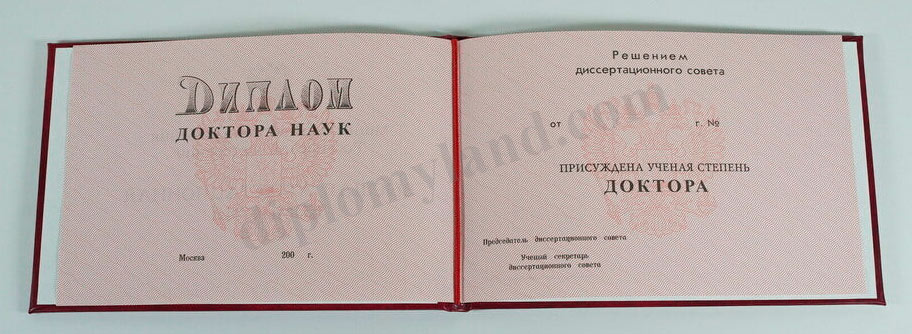 Диплом
ДОКТОРА НАУК
Москва 200 г.
Решением
диссертационного совета
от г. №
ПРИСУЖДЕНА УЧЕНАЯ СТЕПЕНЬ
ДОКТОРА
Председатель диссертационного совета
Ученый секретарь
диссертационного совета
diplomyland.com